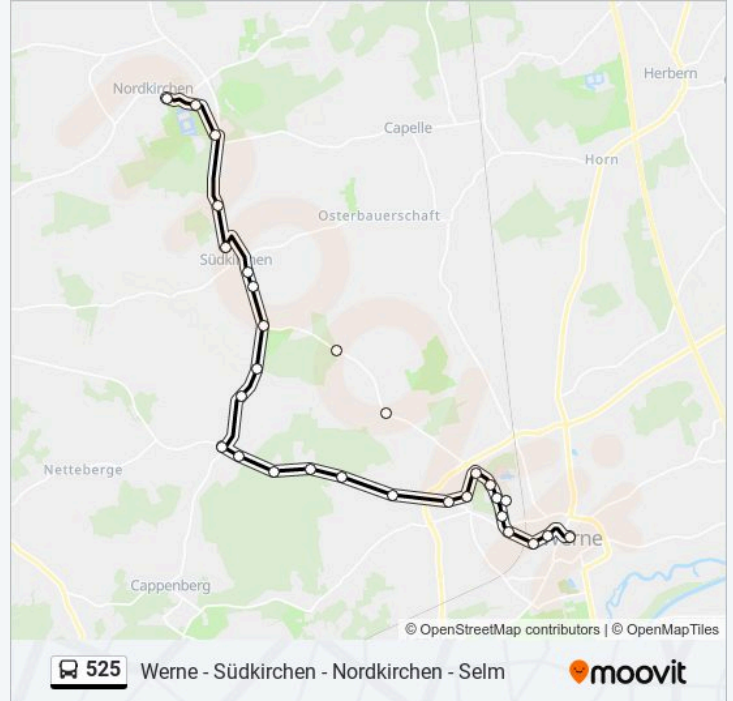 Herbern
Nordkirchen
Capelle
Horn
Osterbauerschaft
Südkirchen
Netteberge
Werne
Cappenberg
© OpenStreetMap contributors | © OpenMapTiles
525 Werne - Südkirchen - Nordkirchen - Selm moovit